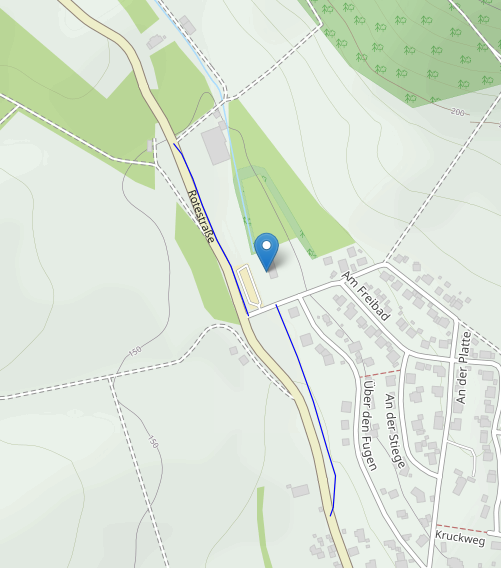 200
Rotestraße
Am Freibad
150
An der Platte
Über den Fugen
An der Stiege
150
Kruckweg